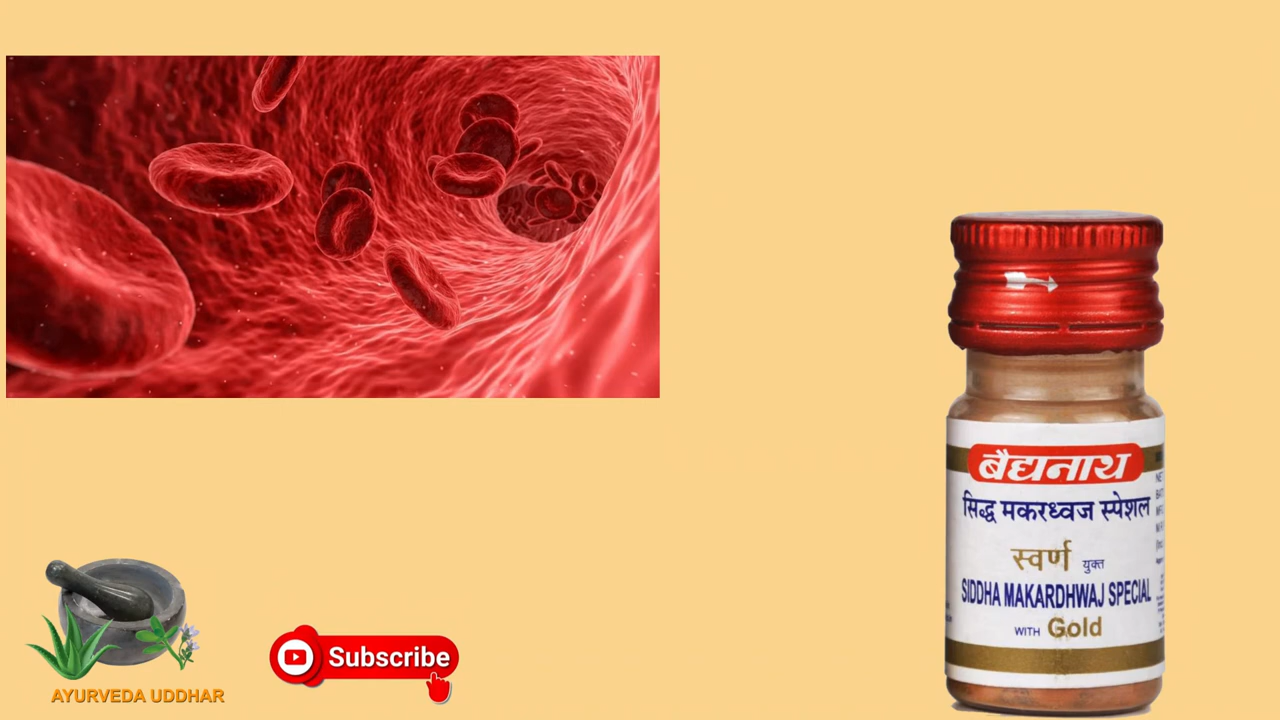 बैद्यनाथ
सिद्ध मकरध्वज स्पेशल
स्वर्ण युक्त
SIDDHA MAKARDHWAJ SPECIAL
WITH Gold
AYURVEDA UDDHAR
Subscribe